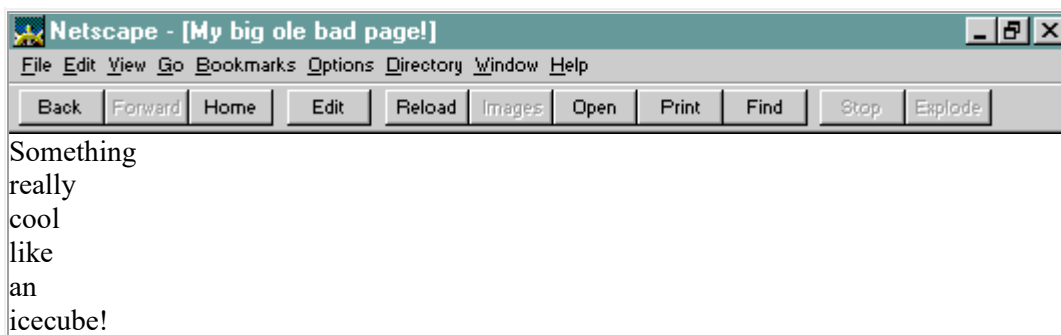 Netscape - [My big ole bad page!]
File Edit View Go Bookmarks Options Directory Window Help
Back Forward Home Edit Reload Images Open Print Find Stop Explode
Something
really
cool
like
an
icecube!